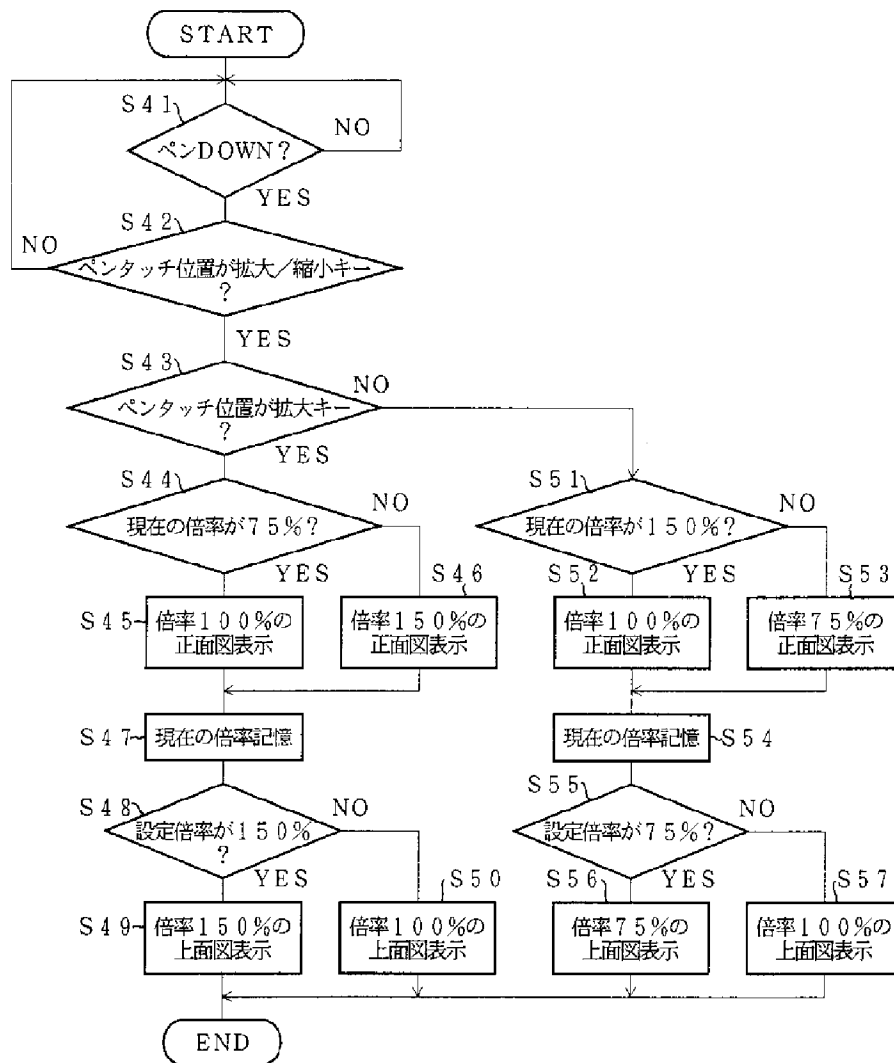 START
S41
ペンDOWN?
NO
YES
S42
NO
ペンタッチ位置が拡大／縮小キー
?
YES
S43
NO
ペンタッチ位置が拡大キー
?
YES
S44
現在の倍率が75%?
NO
YES
S51
現在の倍率が150%?
NO
YES
S45
倍率100%の
正面図表示
S46
倍率150%の
正面図表示
S52
倍率100%の
正面図表示
S53
倍率75%の
正面図表示
S47
現在の倍率記憶
現在の倍率記憶
S54
S48
設定倍率が150%
?
NO
YES
S55
設定倍率が75%?
NO
YES
S49
倍率150%の
上面図表示
S50
倍率100%の
上面図表示
S56
倍率75%の
上面図表示
S57
倍率100%の
上面図表示
END